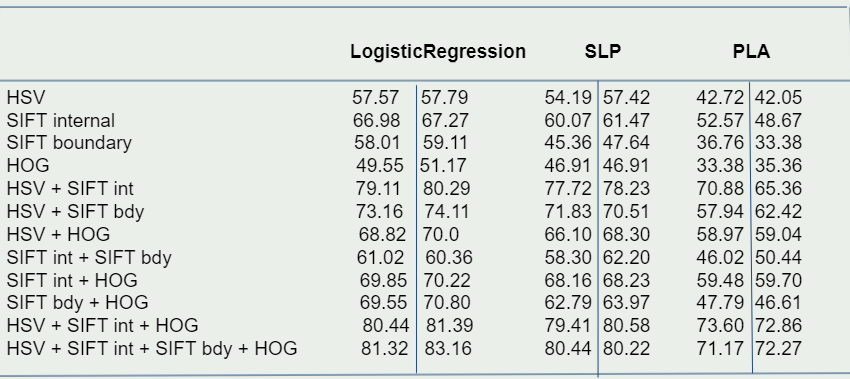 LogisticRegression SLP PLA
HSV 57.57 57.79 54.19 57.42 42.72 42.05
SIFT internal 66.98 67.27 60.07 61.47 52.57 48.67
SIFT boundary 58.01 59.11 45.36 47.64 36.76 33.38
HOG 49.55 51.17 46.91 46.91 33.38 35.36
HSV + SIFT int 79.11 80.29 77.72 78.23 70.88 65.36
HSV + SIFT bdy 73.16 74.11 71.83 70.51 57.94 62.42
HSV + HOG 68.82 70.0 66.10 68.30 58.97 59.04
SIFT int + SIFT bdy 61.02 60.36 58.30 62.20 46.02 50.44
SIFT int + HOG 69.85 70.22 68.16 68.23 59.48 59.70
SIFT bdy + HOG 69.55 70.80 62.79 63.97 47.79 46.61
HSV + SIFT int + HOG 80.44 81.39 79.41 80.58 73.60 72.86
HSV + SIFT int + SIFT bdy + HOG 81.32 83.16 80.44 80.22 71.17 72.27